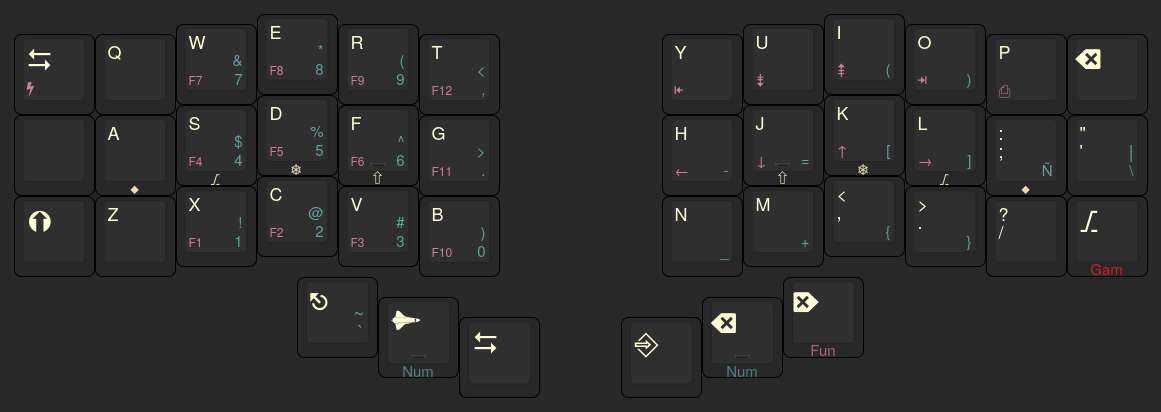 Q
W & F7 7
E * F8 8
R ( F9 9
T < F12 ,
Y
U
I (
O )
P
A
S $ F4 4
D % F5 5
F ^ F6 6
G > F11 .
H -
J =
K [
L ]
: ; Ñ
" ' | \
Z
X ! F1 1
C @ F2 2
V # F3 3
B ) F10 0
N _
M +
< , {
> . }
? /
Gam
~ `
Num
Num
Fun